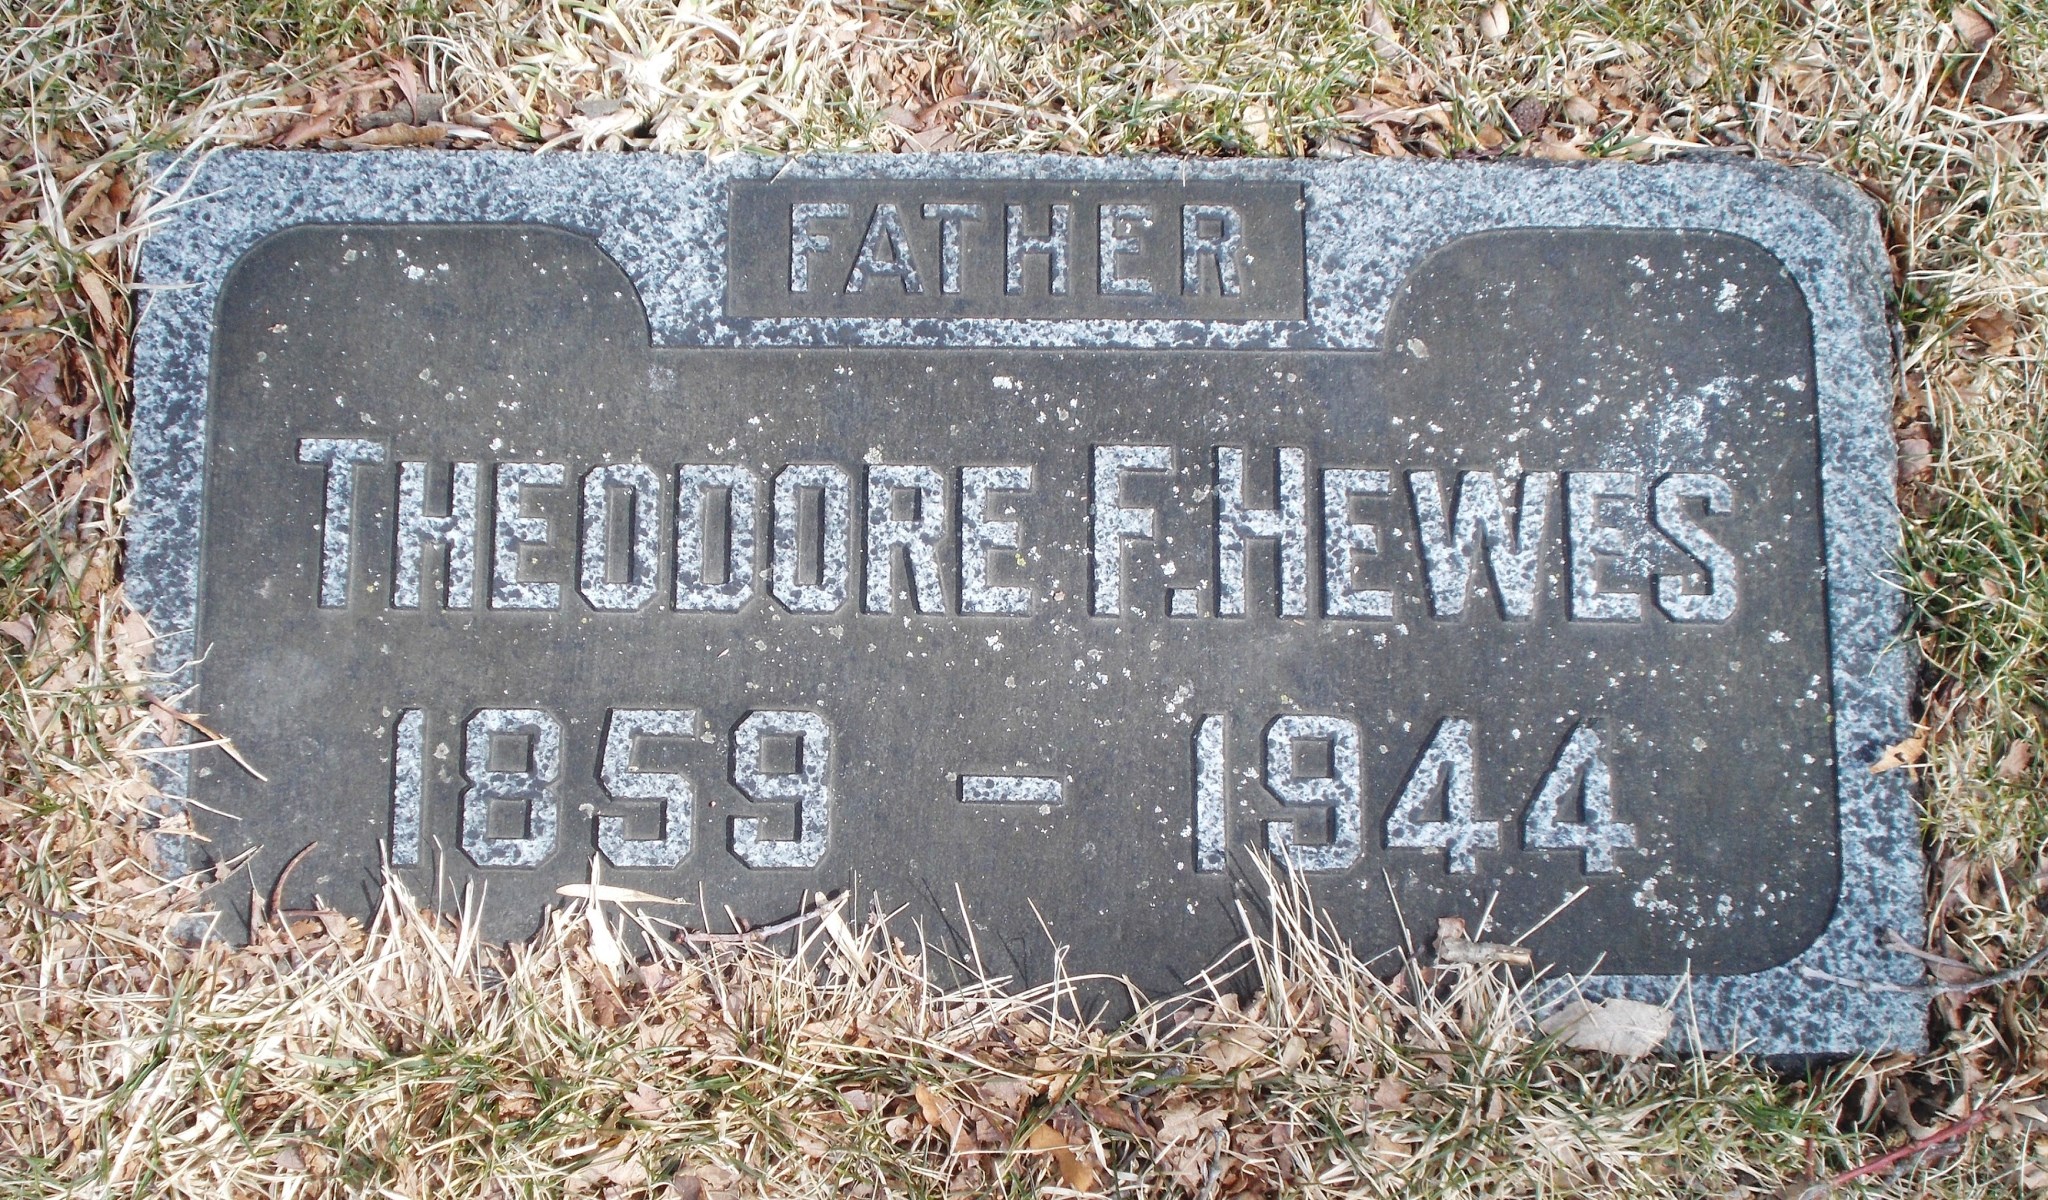 FATHER
THEODORE F. HEWES
1859 - 1944